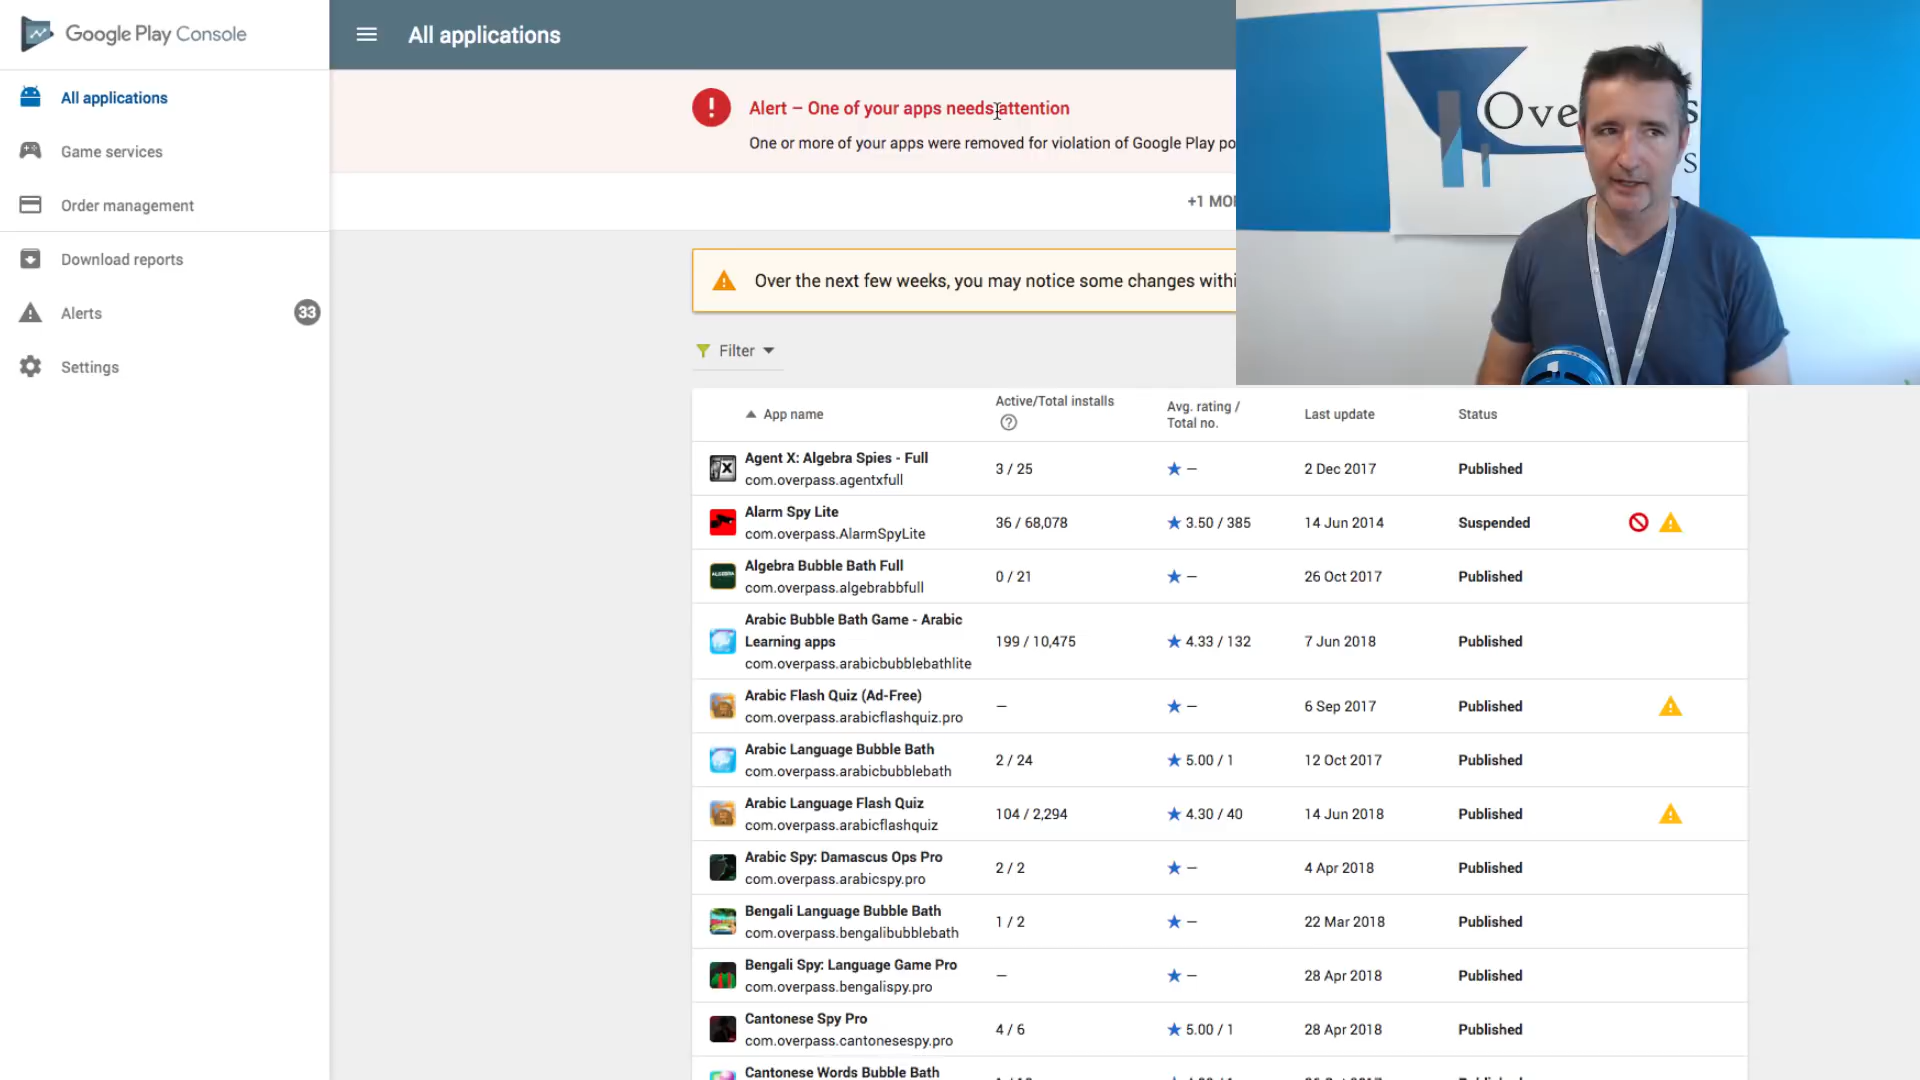 Google Play Console
All applications
Game services
Order management
Download reports
Alerts
33
Settings
All applications
Alert – One of your apps needs attention
One or more of your apps were removed for violation of Google Play
+1
Over the next few weeks, you may notice some changes
Filter
App name
Active/Total installs
Avg. rating /
Total no.
Last update
Status
Agent X: Algebra Spies - Full
com.overpass.agentxfull
3 / 25
—
2 Dec 2017
Published
Alarm Spy Lite
com.overpass.AlarmSpyLite
36 / 68,078
3.50 / 385
14 Jun 2014
Suspended
Algebra Bubble Bath Full
com.overpass.algebrabbfull
0 / 21
—
26 Oct 2017
Published
Arabic Bubble Bath Game - Arabic
Learning apps
com.overpass.arabicbubblebathlite
199 / 10,475
4.33 / 132
7 Jun 2018
Published
Arabic Flash Quiz (Ad-Free)
com.overpass.arabicflashquiz.pro
—
—
6 Sep 2017
Published
Arabic Language Bubble Bath
com.overpass.arabicbubblebath
2 / 24
5.00 / 1
12 Oct 2017
Published
Arabic Language Flash Quiz
com.overpass.arabicflashquiz
104 / 2,294
4.30 / 40
14 Jun 2018
Published
Arabic Spy: Damascus Ops Pro
com.overpass.arabicspy.pro
2 / 2
—
4 Apr 2018
Published
Bengali Language Bubble Bath
com.overpass.bengalibubblebath
1 / 2
—
22 Mar 2018
Published
Bengali Spy: Language Game Pro
com.overpass.bengalispy.pro
—
—
28 Apr 2018
Published
Cantonese Spy Pro
com.overpass.cantonesespy.pro
4 / 6
5.00 / 1
28 Apr 2018
Published
Cantonese Words Bubble Bath